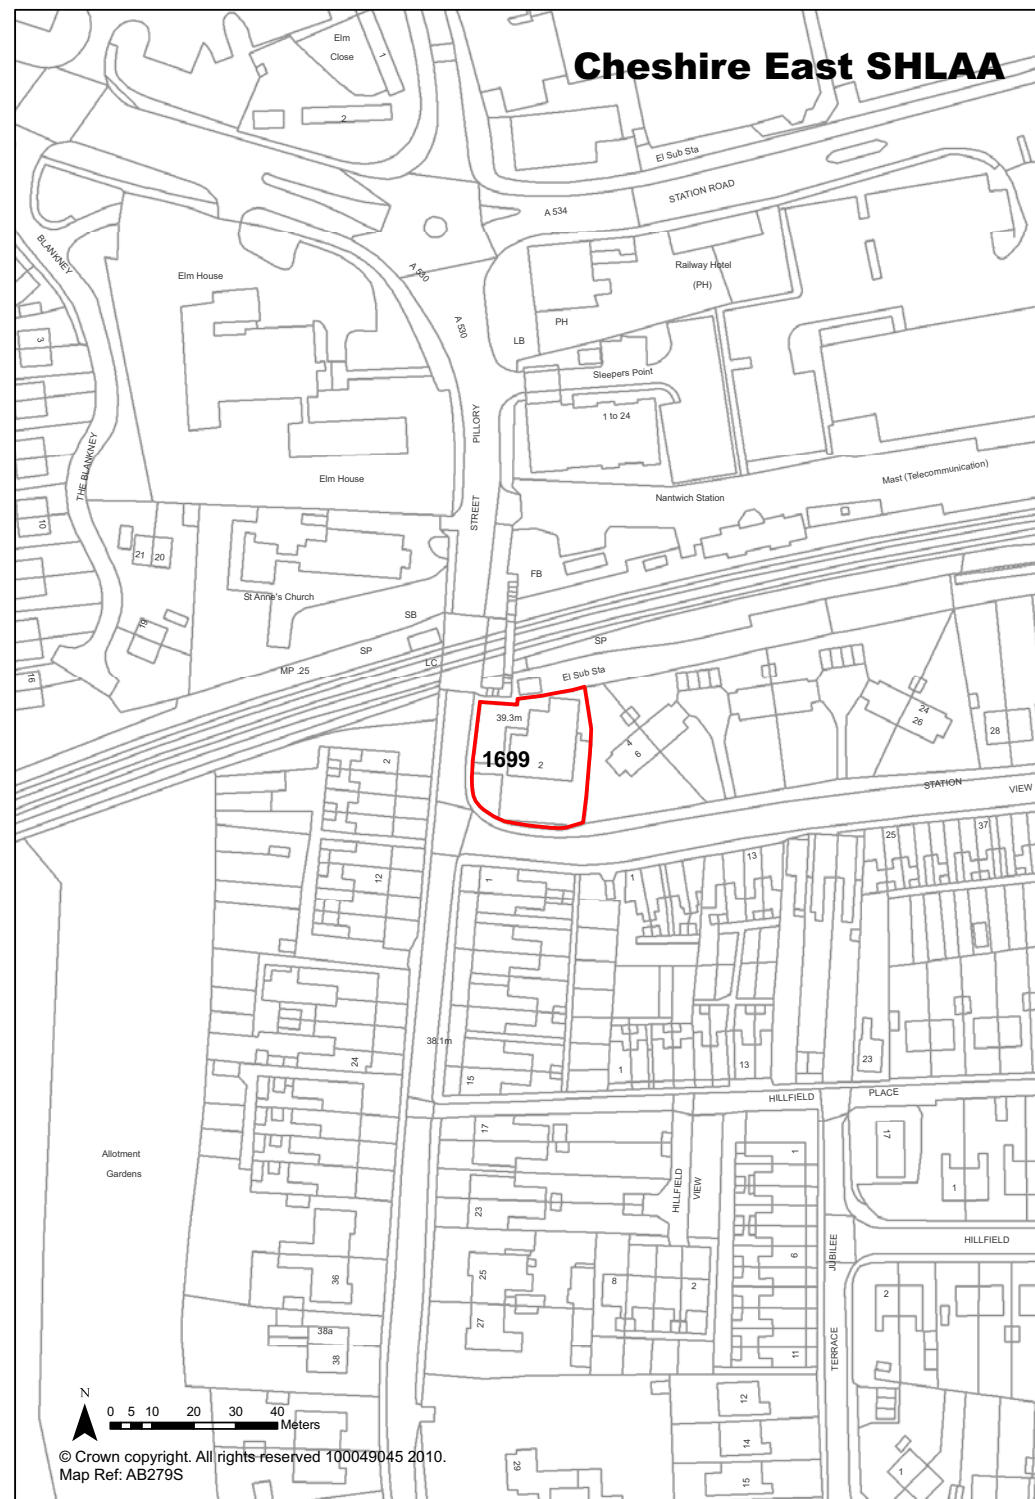 Cheshire East SHLAA
Elm
Close
1
2
El Sub Sta
STATION ROAD
A 534
BLANKNEY
Elm House
A 530
A 530
Railway Hotel
(PH)
PH
LB
3
Sleepers Point
PILLORY
1 to 24
THE BLANKNEY
Elm House
Mast (Telecommunication)
Nantwich Station
STREET
10
21
20
FB
St Anne's Church
SB
19
SP
SP
LC
MP .25
16
El Sub Sta
39.3m
24
26
28
4
6
1699
2
2
STATION
VIEW
37
25
13
12
1
1
38.1m
24
15
1
13
23
HILLFIELD
PLACE
17
17
Allotment
Gardens
1
HILLFIELD
VIEW
1
23
JUBILEE
HILLFIELD
6
25
36
8
2
2
27
38a
38
11
TERRACE
12
N
0 5 10 20 30 40
Meters
14
© Crown copyright. All rights reserved 100049045 2010.
29
1
Map Ref: AB279S
15